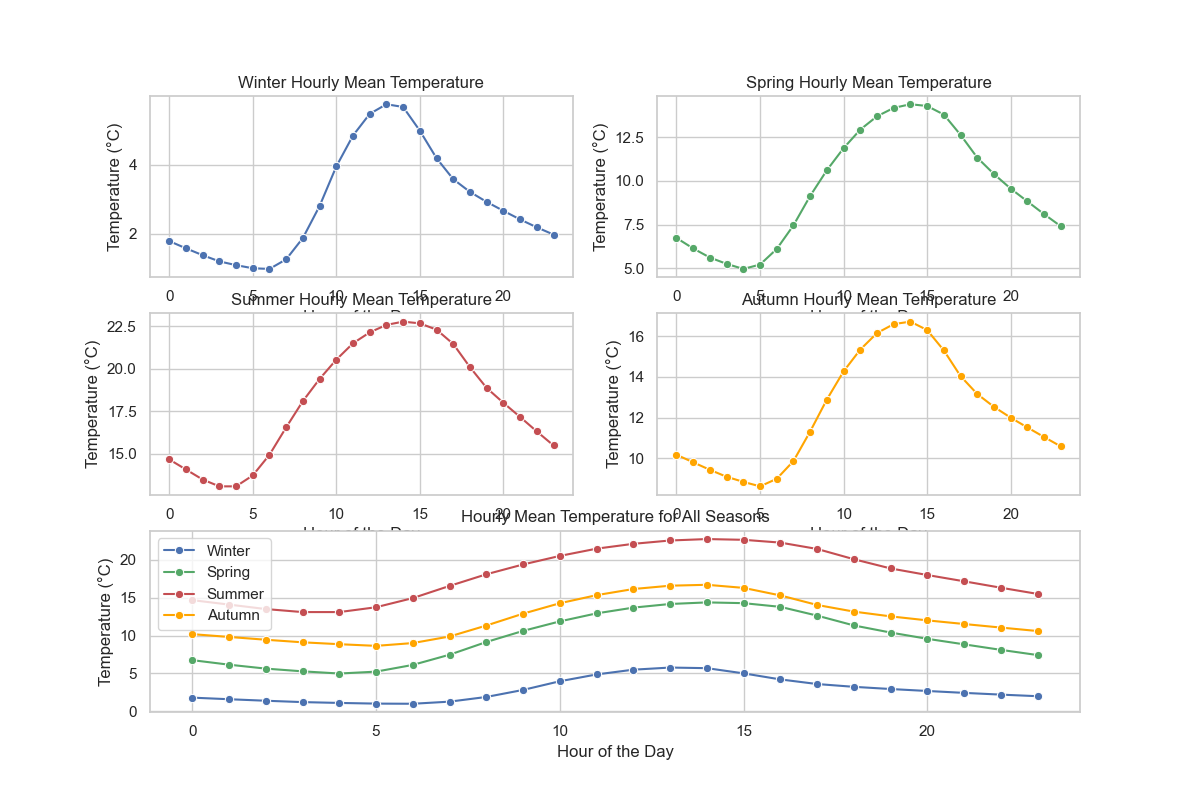 Winter Hourly Mean Temperature
Temperature (°C)
4
2
0 5 10 15 20
Spring Hourly Mean Temperature
Temperature (°C)
12.5
10.0
7.5
5.0
0 5 10 15 20
Summer Hourly Mean Temperature
Temperature (°C)
22.5
20.0
17.5
15.0
0 5 10 15 20
Autumn Hourly Mean Temperature
Temperature (°C)
16
14
12
10
0 5 10 15 20
Hourly Mean Temperature for All Seasons
Temperature (°C)
20
15
10
5
0
Winter
Spring
Summer
Autumn
0 5 10 15 20
Hour of the Day